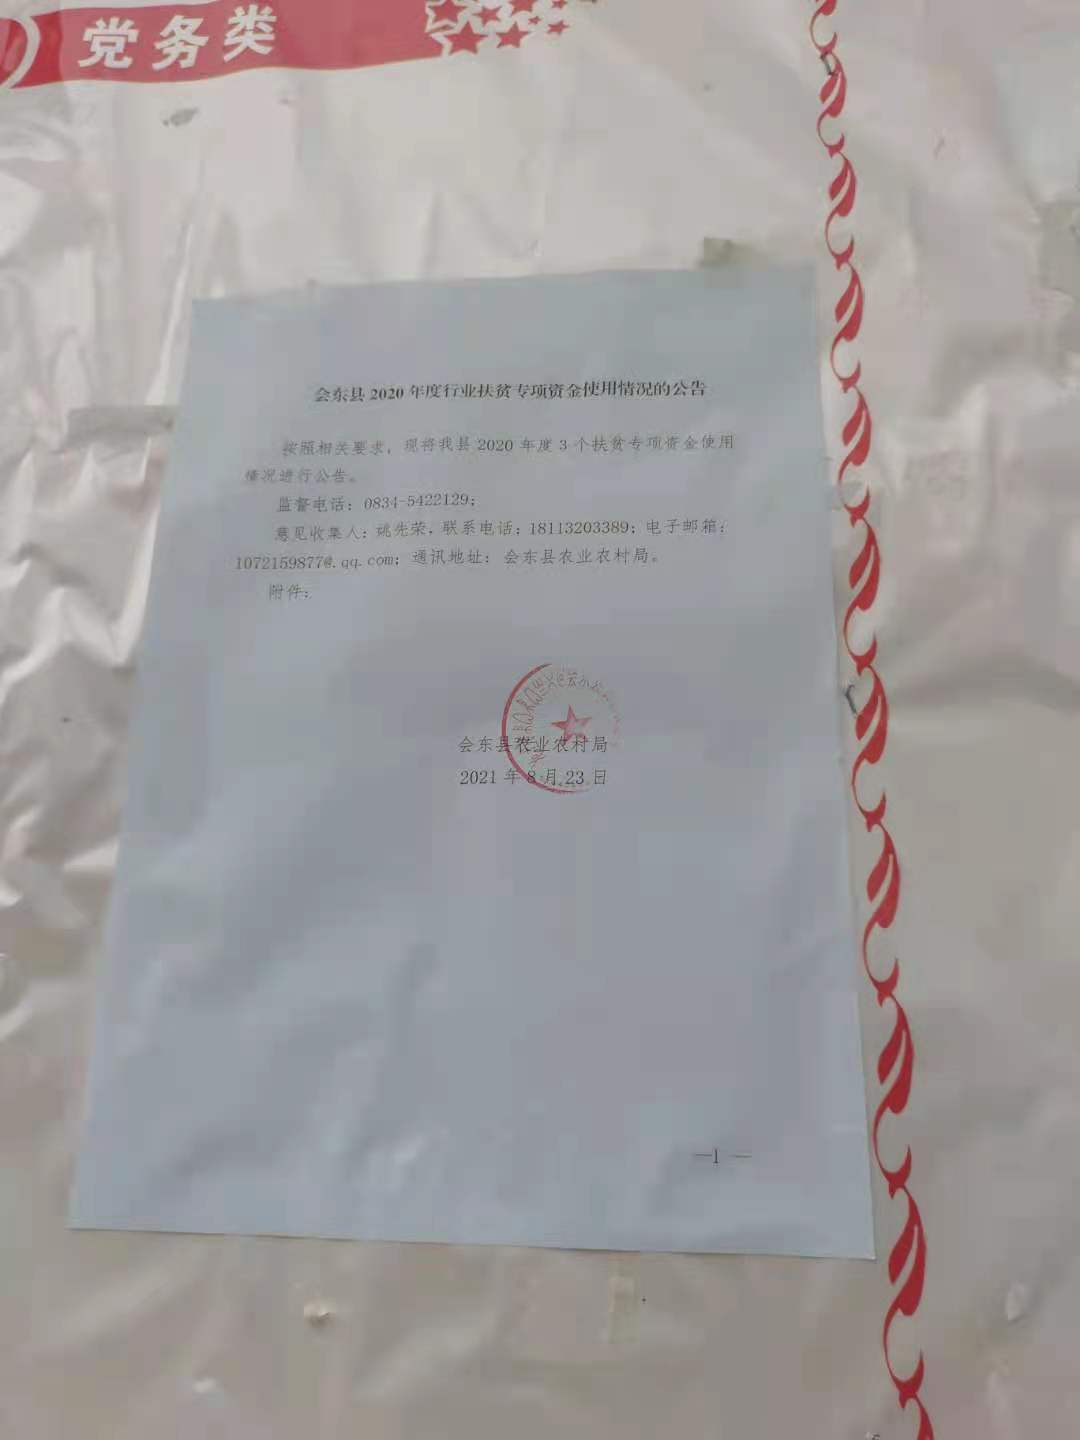 党务类
会东县2020年度行业扶贫专项资金使用情况的公告
按照相关要求，现将我县2020年度3个扶贫专项资金使用
情况进行公告。
监督电话：0834-5422129；
意见收集人：姚先荣，联系电话；18113203389；电子邮箱：
1072159877@.qq.com；通讯地址：会东县农业农村局。
附件：
会东县农业农村局
2021年8月23日
—1—